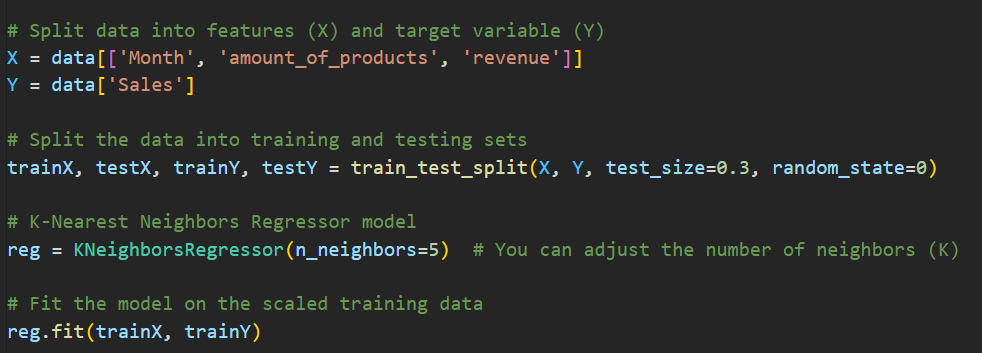 # Split data into features (X) and target variable (Y)
X = data[['Month', 'amount_of_products', 'revenue']]
Y = data['Sales']
# Split the data into training and testing sets
trainX, testX, trainY, testY = train_test_split(X, Y, test_size=0.3, random_state=0)
# K-Nearest Neighbors Regressor model
reg = KNeighborsRegressor(n_neighbors=5)  # You can adjust the number of neighbors (K)
# Fit the model on the scaled training data
reg.fit(trainX, trainY)